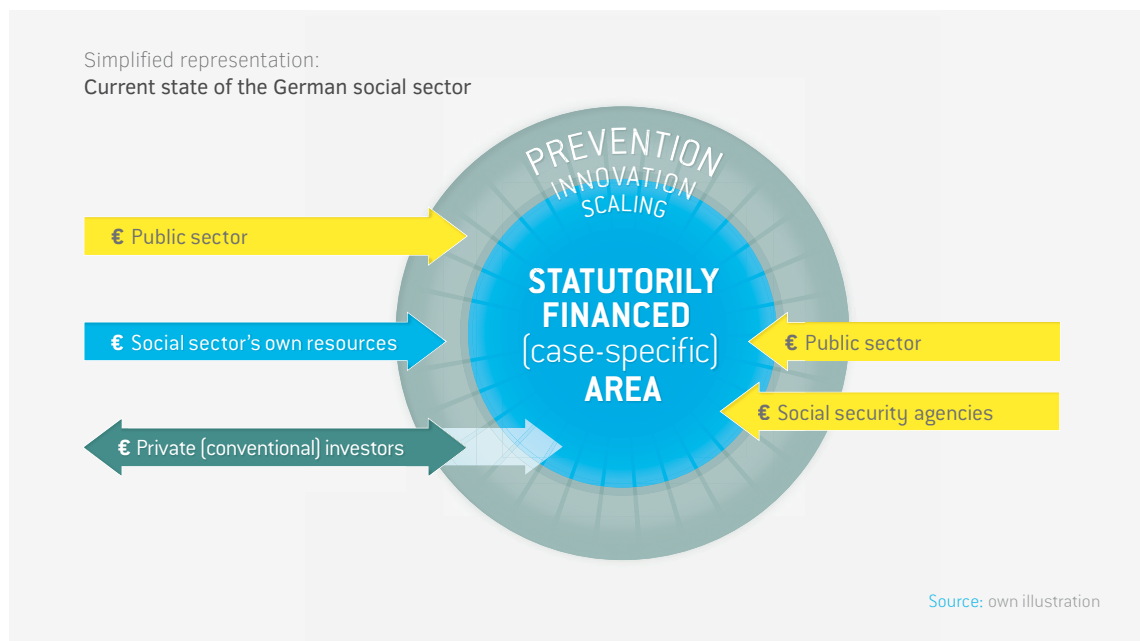 Simplified representation:
Current state of the German social sector
PREVENTION
INNOVATION
SCALING
€ Public sector
STATUTORILY
FINANCED
(case-specific)
AREA
€ Social sector's own resources
€ Public sector
€ Social security agencies
€ Private (conventional) investors
Source: own illustration